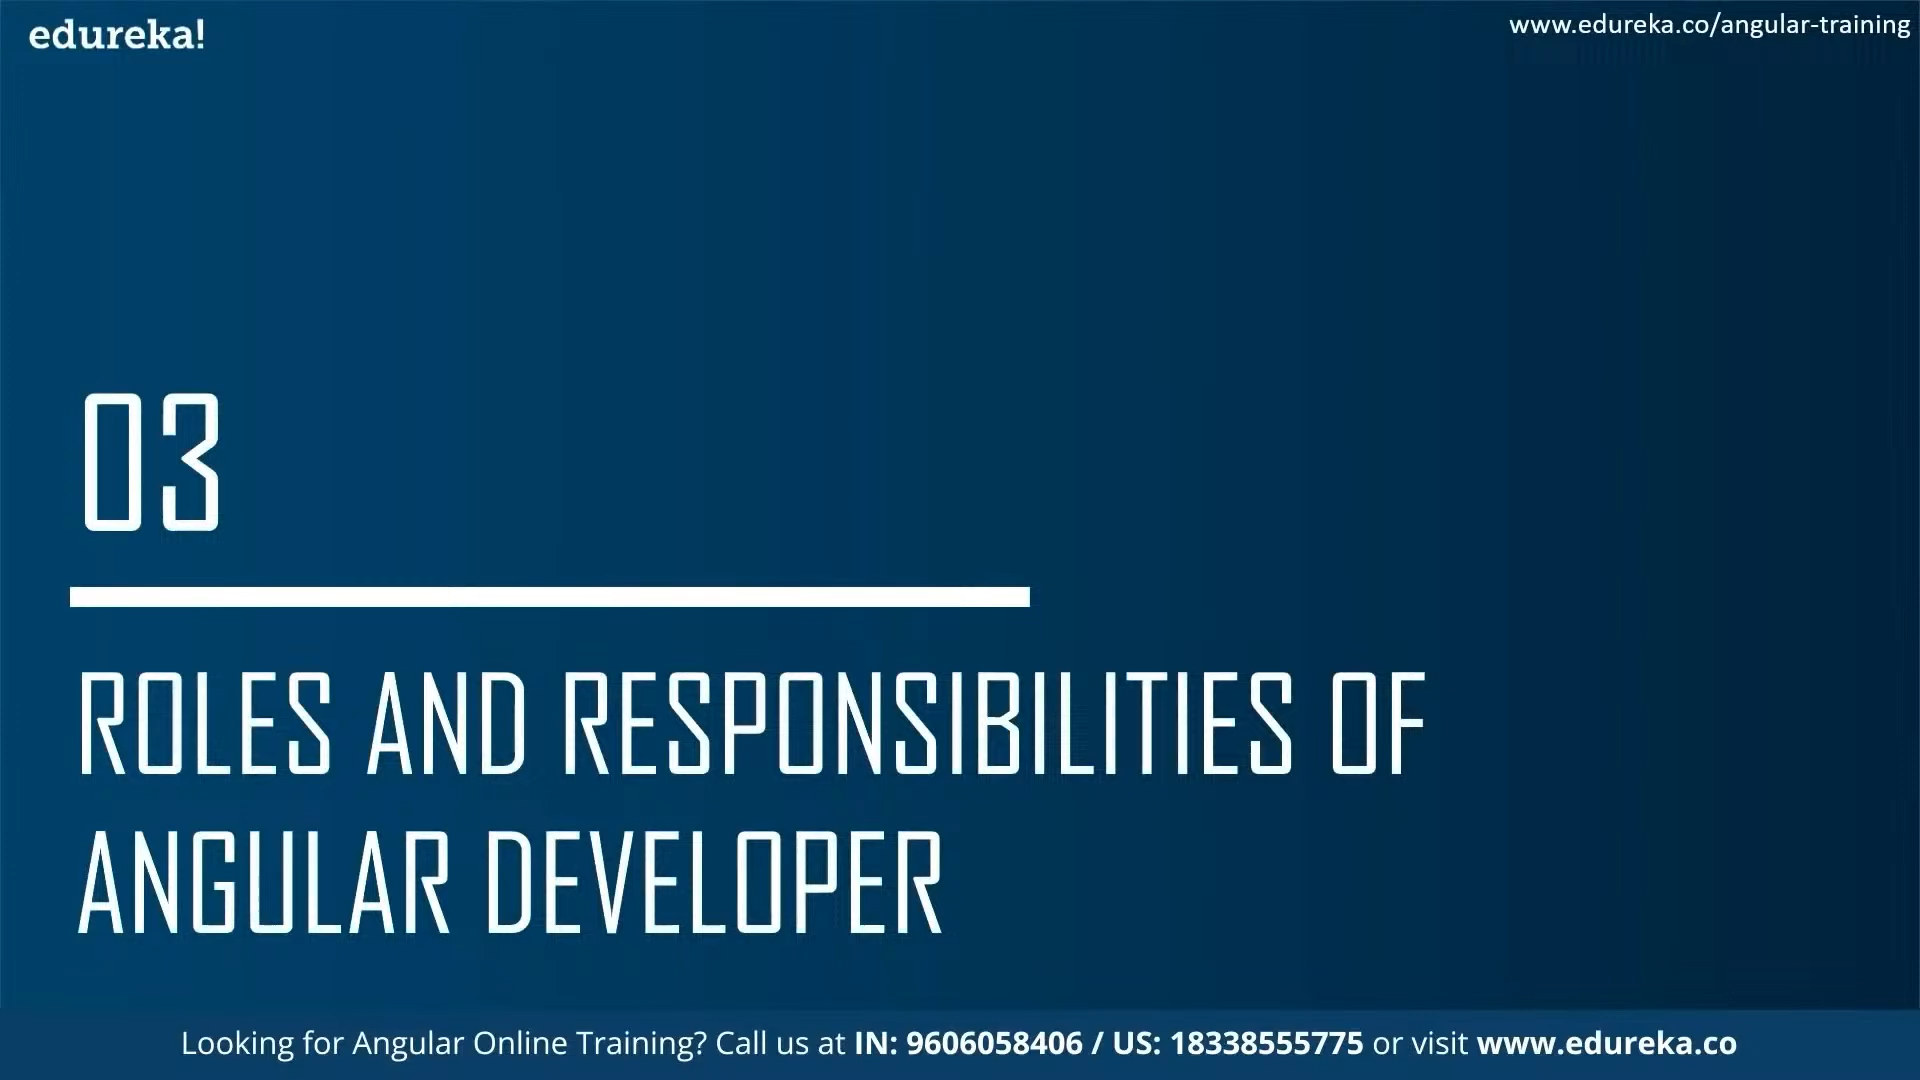 edureka!
www.edureka.co/angular-training
03
ROLES AND RESPONSIBILITIES OF
ANGULAR DEVELOPER
Looking for Angular Online Training? Call us at IN: 9606058406 / US: 18338555775 or visit www.edureka.co